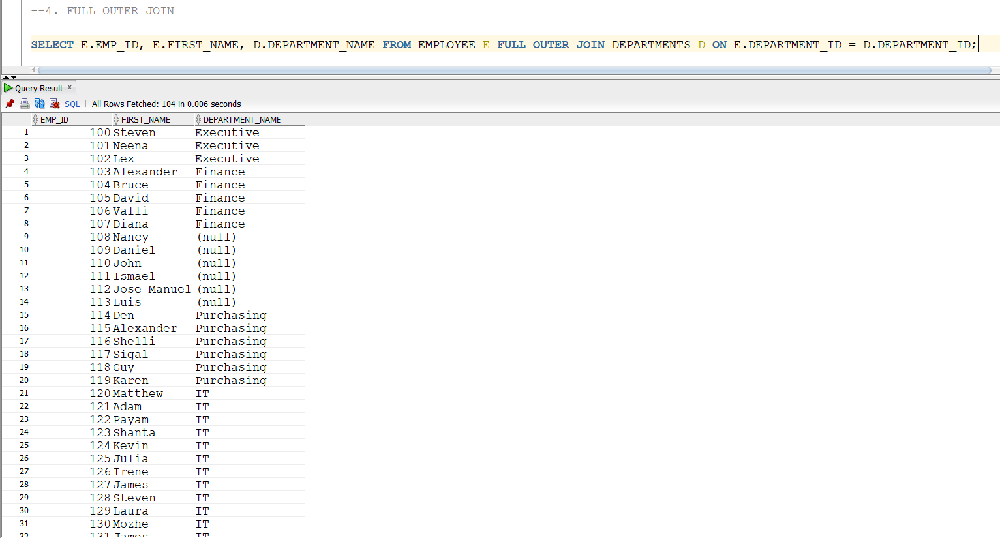 --4. FULL OUTER JOIN
SELECT E.EMP_ID, E.FIRST_NAME, D.DEPARTMENT_NAME FROM EMPLOYEE E FULL OUTER JOIN DEPARTMENTS D ON E.DEPARTMENT_ID = D.DEPARTMENT_ID;
Query Result x
SQL | All Rows Fetched: 104 in 0.006 seconds
EMP_ID FIRST_NAME DEPARTMENT_NAME
1 100 Steven Executive
2 101 Neena Executive
3 102 Lex Executive
4 103 Alexander Finance
5 104 Bruce Finance
6 105 David Finance
7 106 Valli Finance
8 107 Diana Finance
9 108 Nancy (null)
10 109 Daniel (null)
11 110 John (null)
12 111 Ismael (null)
13 112 Jose Manuel (null)
14 113 Luis (null)
15 114 Den Purchasing
16 115 Alexander Purchasing
17 116 Shelli Purchasing
18 117 Sigal Purchasing
19 118 Guy Purchasing
20 119 Karen Purchasing
21 120 Matthew IT
22 121 Adam IT
23 122 Payam IT
24 123 Shanta IT
25 124 Kevin IT
26 125 Julia IT
27 126 Irene IT
28 127 James IT
29 128 Steven IT
30 129 Laura IT
31 130 Mozhe IT
32 131 James IT